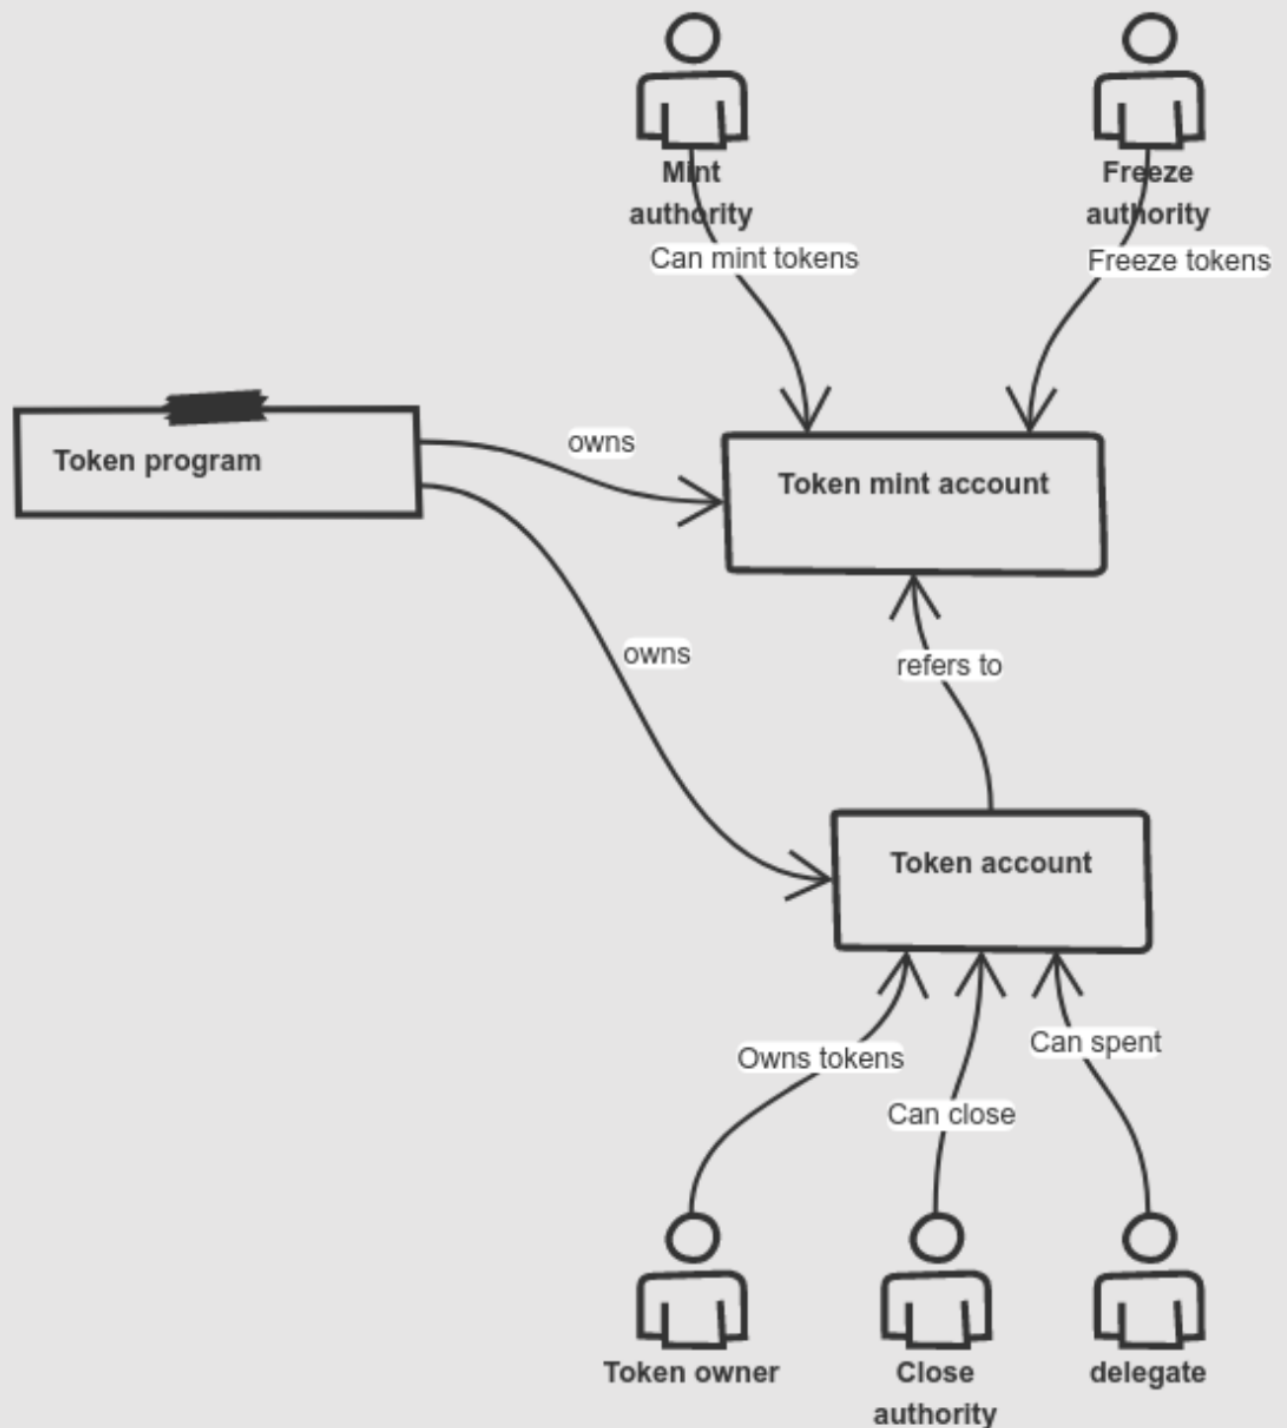 Mint
authority
Freeze
authority
Can mint tokens
Freeze tokens
owns
Token program
Token mint account
owns
refers to
Token account
Can spent
Owns tokens
Can close
Token owner
Close
authority
delegate